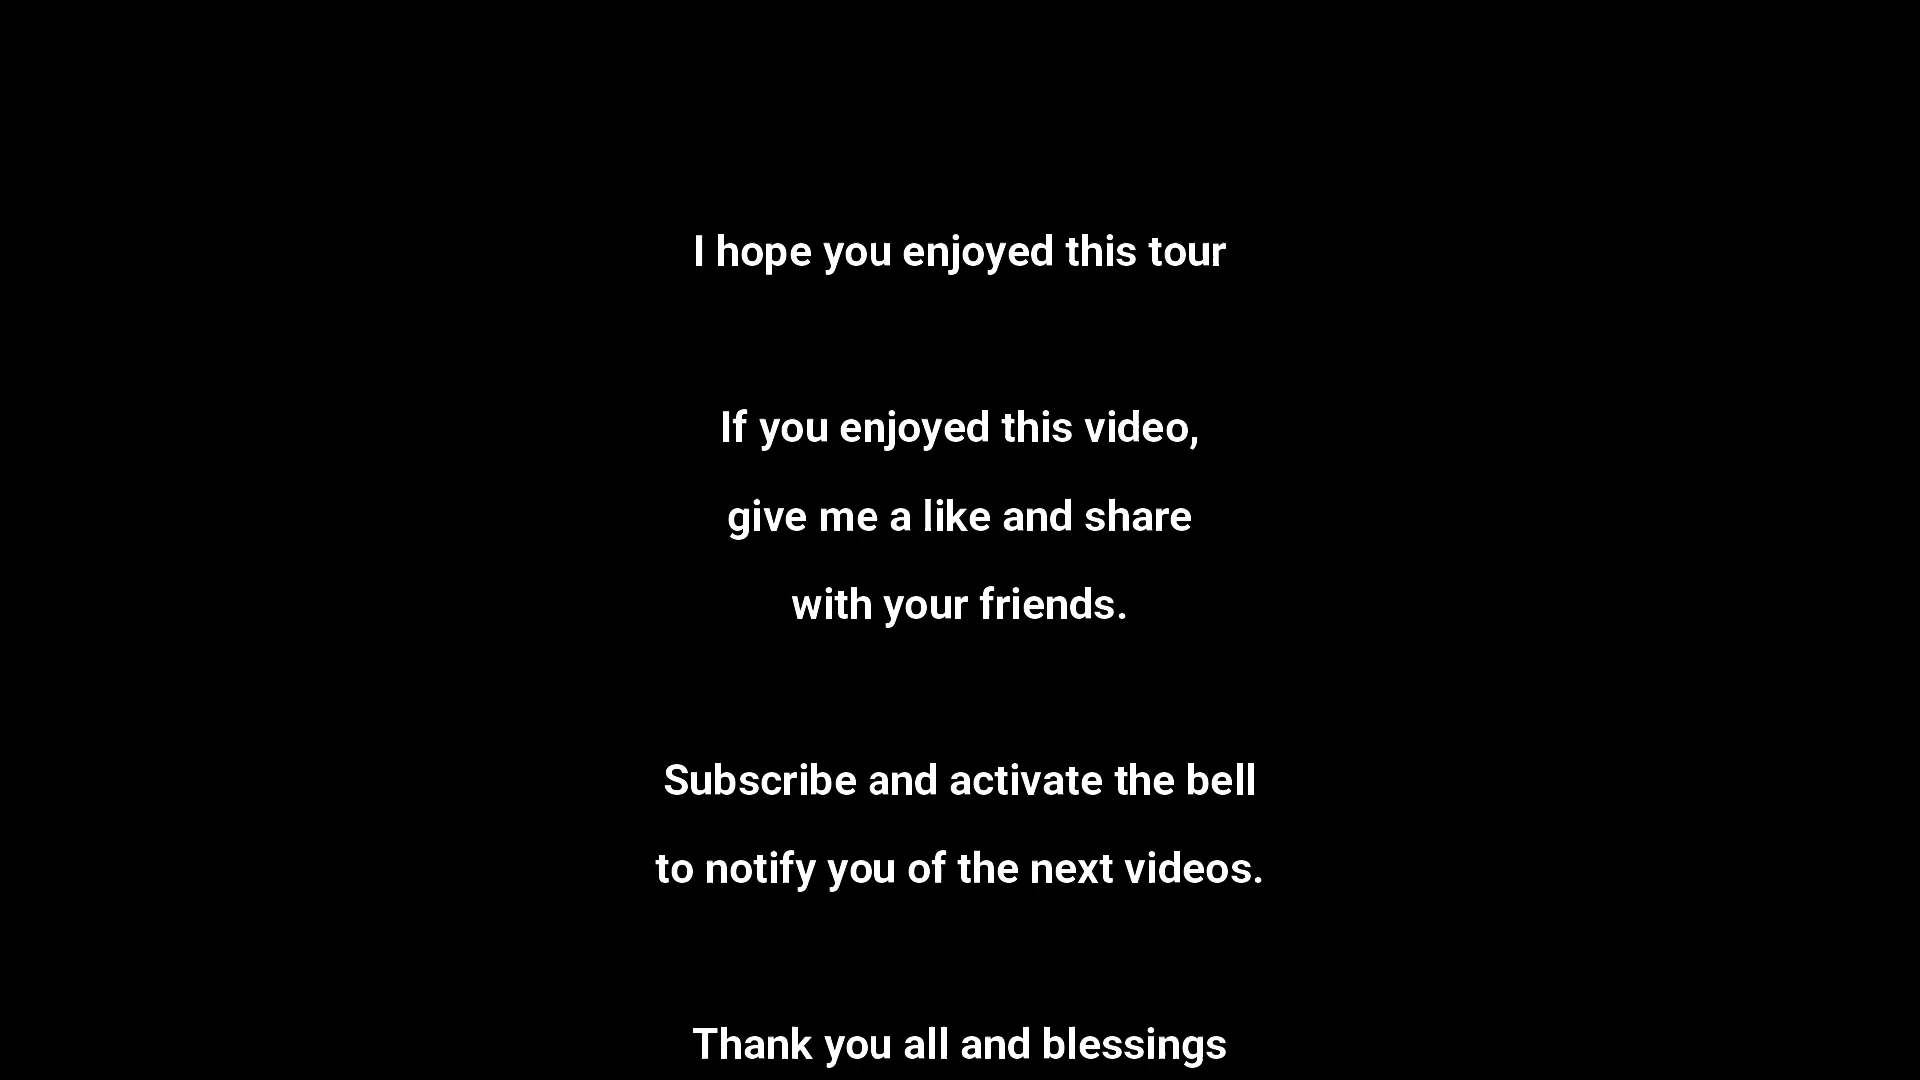 I hope you enjoyed this tour
If you enjoyed this video,
give me a like and share
with your friends.
Subscribe and activate the bell
to notify you of the next videos.
Thank you all and blessings